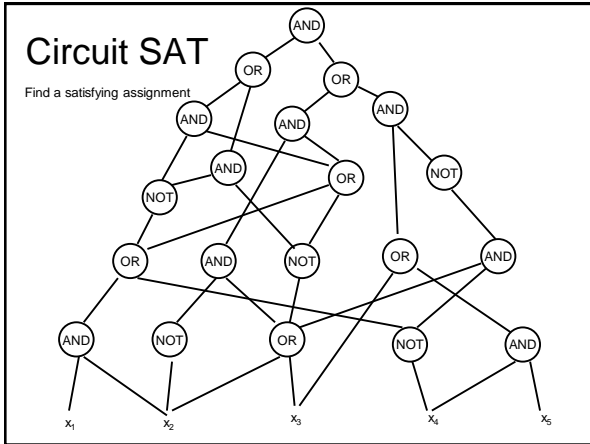 AND
Circuit SAT
OR
OR
Find a satisfying assignment
AND
AND
AND
AND
OR
NOT
NOT
OR
AND
NOT
OR
AND
AND
NOT
OR
NOT
AND
x1
x2
x3
x4
x5